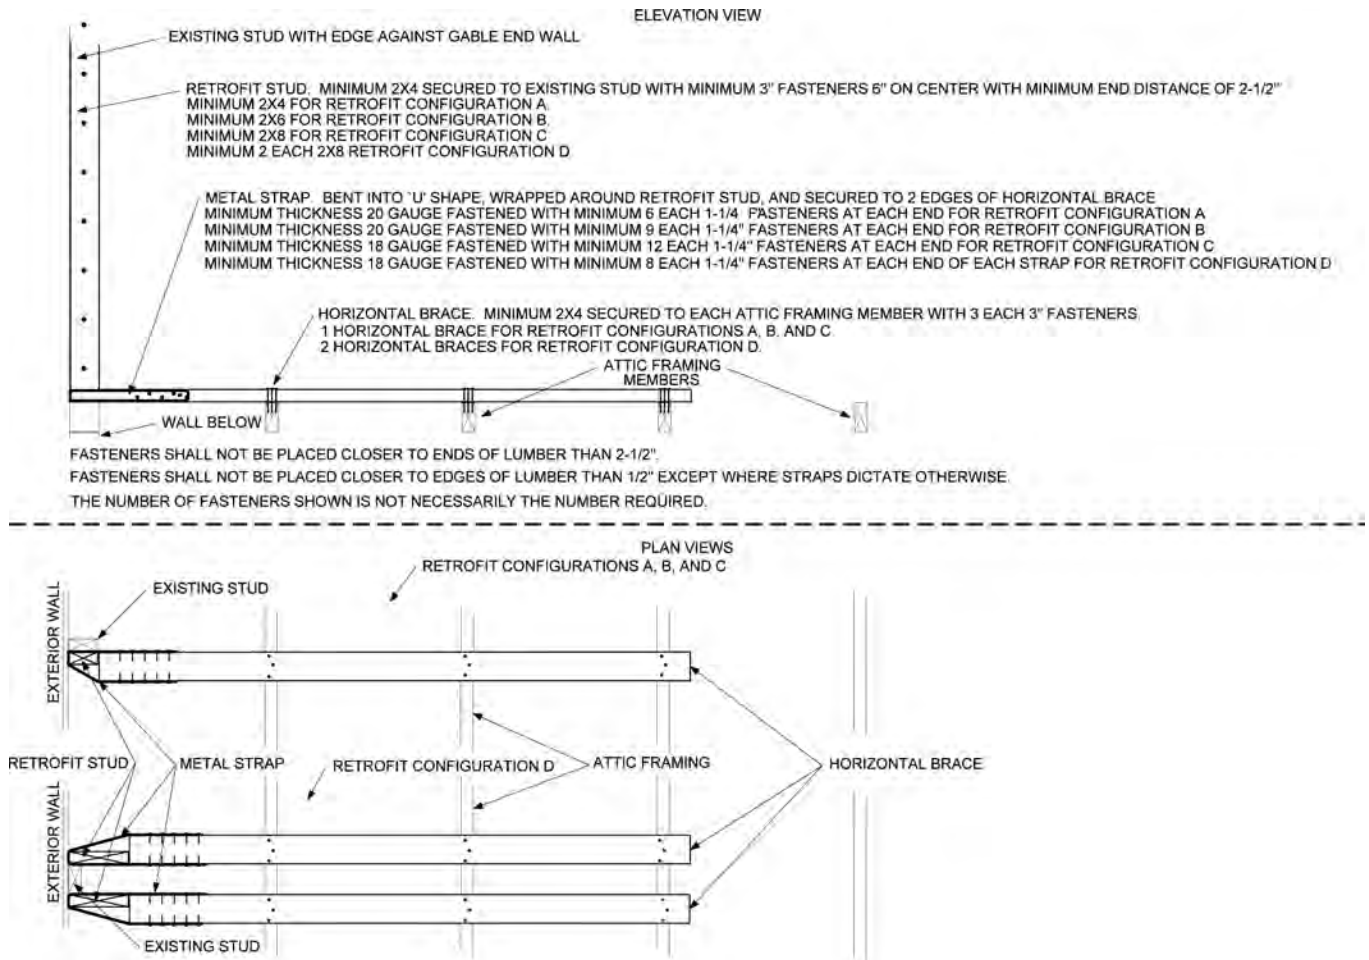 ELEVATION VIEW
EXISTING STUD WITH EDGE AGAINST GABLE END WALL
RETROFIT STUD. MINIMUM 2X4 SECURED TO EXISTING STUD WITH MINIMUM 3" FASTENERS 6" ON CENTER WITH MINIMUM END DISTANCE OF 2-1/2"
MINIMUM 2X4 FOR RETROFIT CONFIGURATION A.
MINIMUM 2X6 FOR RETROFIT CONFIGURATION B.
MINIMUM 2X8 FOR RETROFIT CONFIGURATION C
MINIMUM 2 EACH 2X8 RETROFIT CONFIGURATION D
METAL STRAP. BENT INTO `U' SHAPE, WRAPPED AROUND RETROFIT STUD, AND SECURED TO 2 EDGES OF HORIZONTAL BRACE
MINIMUM THICKNESS 20 GAUGE FASTENED WITH MINIMUM 6 EACH 1-1/4 FASTENERS AT EACH END FOR RETROFIT CONFIGURATION A
MINIMUM THICKNESS 20 GAUGE FASTENED WITH MINIMUM 9 EACH 1-1/4" FASTENERS AT EACH END FOR RETROFIT CONFIGURATION B
MINIMUM THICKNESS 18 GAUGE FASTENED WITH MINIMUM 12 EACH 1-1/4" FASTENERS AT EACH END FOR RETROFIT CONFIGURATION C
MINIMUM THICKNESS 18 GAUGE FASTENED WITH MINIMUM 8 EACH 1-1/4" FASTENERS AT EACH END OF EACH STRAP FOR RETROFIT CONFIGURATION D
HORIZONTAL BRACE. MINIMUM 2X4 SECURED TO EACH ATTIC FRAMING MEMBER WITH 3 EACH 3" FASTENERS
1 HORIZONTAL BRACE FOR RETROFIT CONFIGURATIONS A, B, AND C
2 HORIZONTAL BRACES FOR RETROFIT CONFIGURATION D.
ATTIC FRAMING
MEMBERS
WALL BELOW
FASTENERS SHALL NOT BE PLACED CLOSER TO ENDS OF LUMBER THAN 2-1/2".
FASTENERS SHALL NOT BE PLACED CLOSER TO EDGES OF LUMBER THAN 1/2" EXCEPT WHERE STRAPS DICTATE OTHERWISE.
THE NUMBER OF FASTENERS SHOWN IS NOT NECESSARILY THE NUMBER REQUIRED.
PLAN VIEWS
RETROFIT CONFIGURATIONS A, B, AND C
EXISTING STUD
EXTERIOR WALL
RETROFIT STUD
METAL STRAP
RETROFIT CONFIGURATION D
ATTIC FRAMING
HORIZONTAL BRACE
EXTERIOR WALL
EXISTING STUD